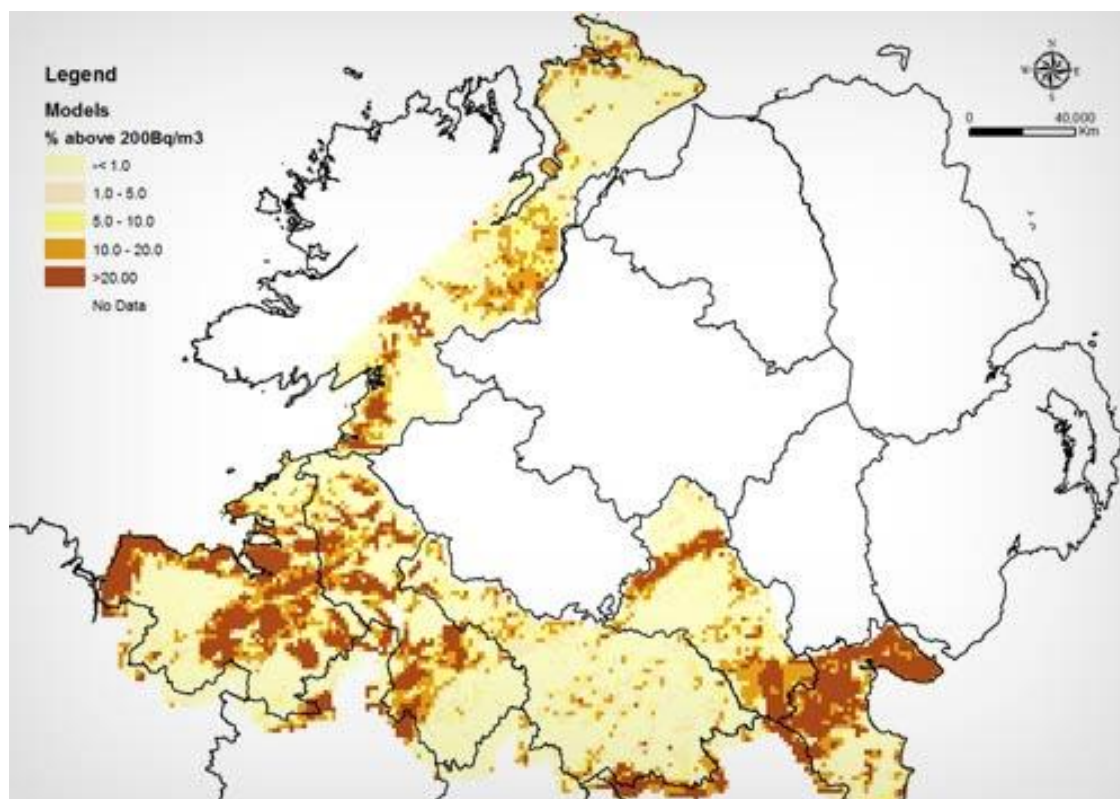 Legend
Models
% above 200Bq/m3
=< 1.0
1.0 - 5.0
5.0 - 10.0
10.0 - 20.0
>20.00
No Data
N
W E
S
0 40,000
Km